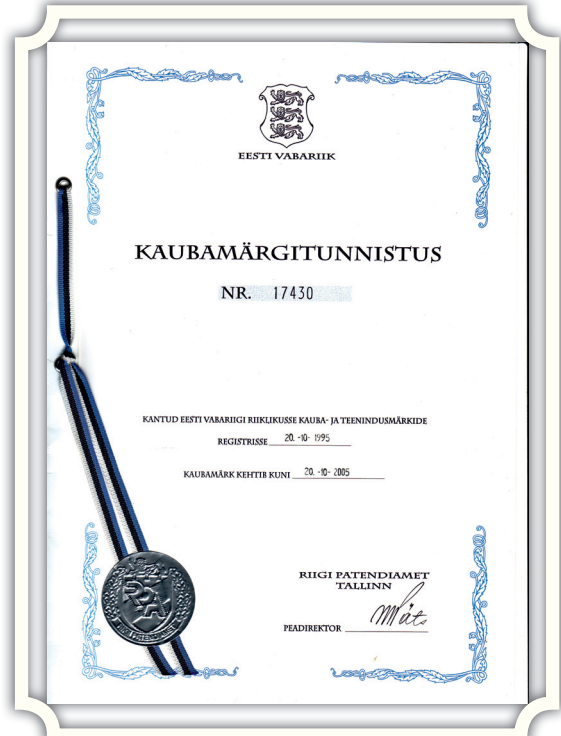 EESTI VABARIIK
KAUBAMÄRGITUNNISTUS
NR. 17430
KANTUD EESTI VABARIIGI RIIKLIKUSSE KAUBA- JA TEENINDUSMÄRKIDE
REGISTRISSE 20. -10- 1995
KAUBAMÄRK KEHTIB KUNI 20. -10- 2005
RIIGI PATENDIAMET
TALLINN
PEADIREKTOR